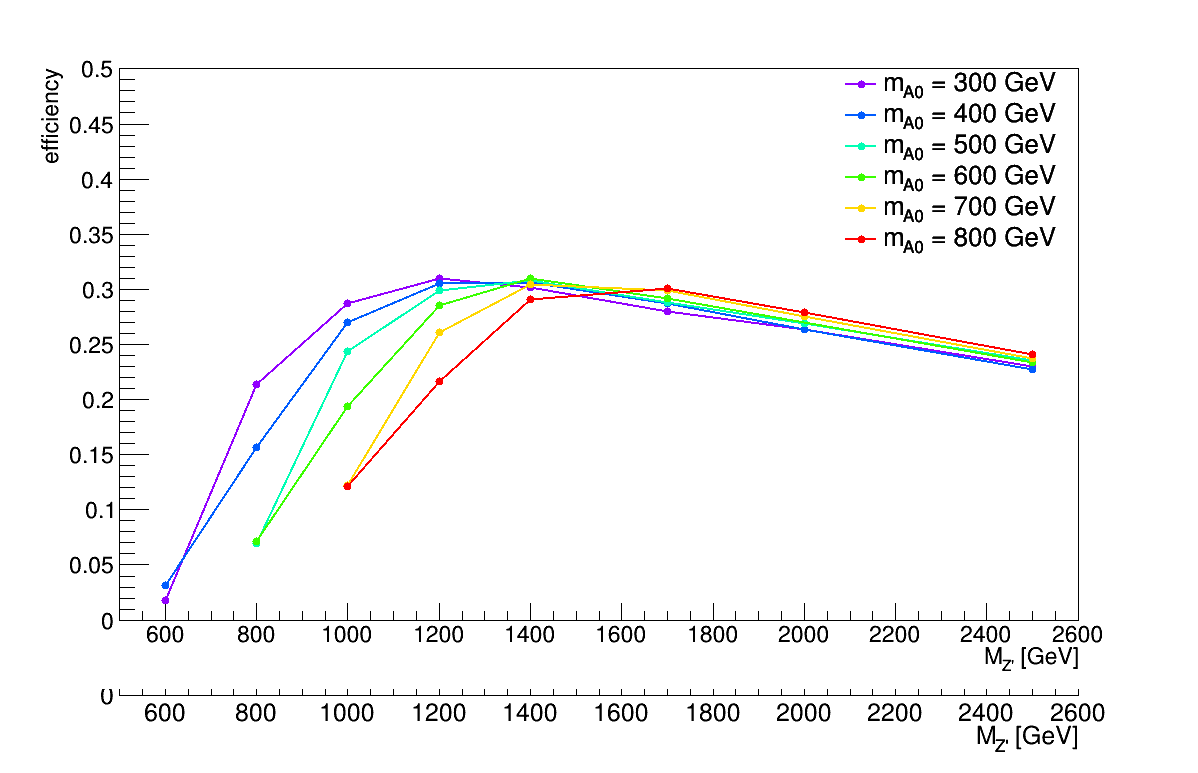 efficiency
0.5
0.45
0.4
0.35
0.3
0.25
0.2
0.15
0.1
0.05
0
m_A0 = 300 GeV
m_A0 = 400 GeV
m_A0 = 500 GeV
m_A0 = 600 GeV
m_A0 = 700 GeV
m_A0 = 800 GeV
600 800 1000 1200 1400 1600 1800 2000 2200 2400 2600
M_Z' [GeV]
0
600 800 1000 1200 1400 1600 1800 2000 2200 2400 2600
M_Z' [GeV]